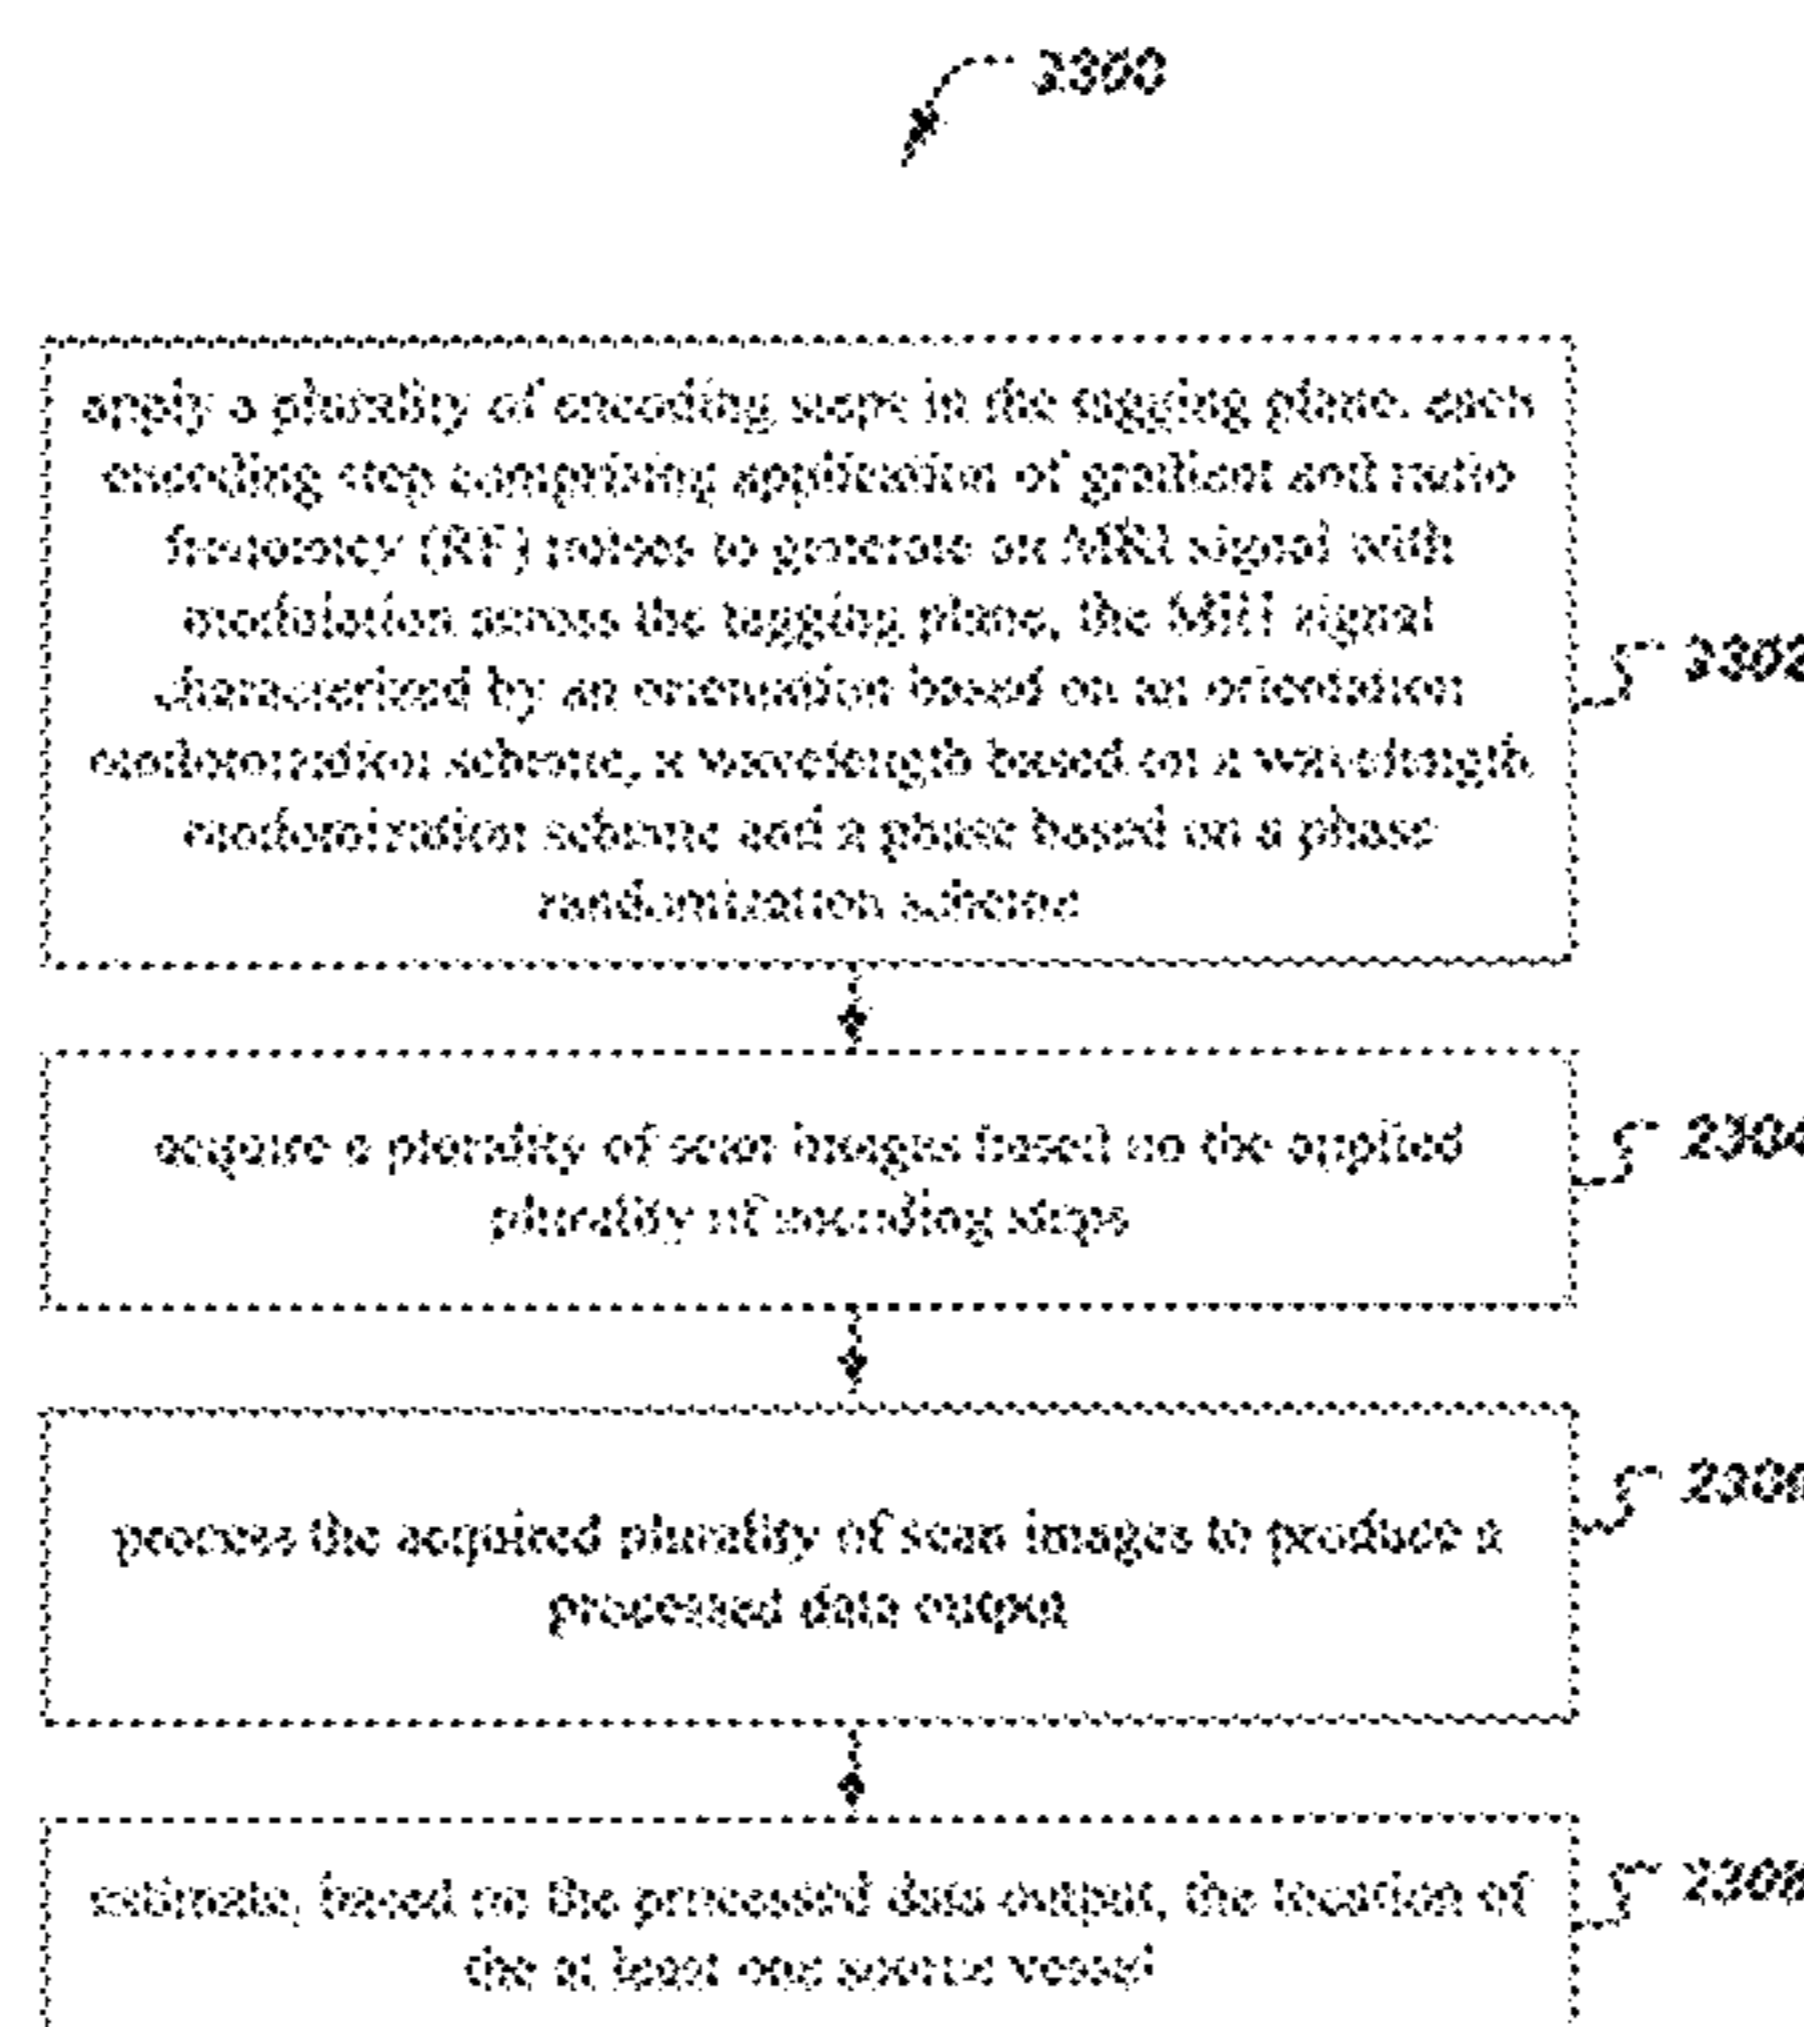 2300
apply a plurality of encoding steps in the tagging plane, each
encoding step comprising application of gradient and radio
frequency (RF) pulses to generate an MRI signal with
modulation across the tagging plane, the MRI signal
characterized by an orientation based on an orientation
randomization scheme, a wavelength based on a wavelength
randomization scheme and a phase based on a phase
randomization scheme
2302
acquire a plurality of scan images based on the applied
plurality of encoding steps
2304
process the acquired plurality of scan images to produce a
processed data output
estimate, based on the processed data output, the location of
the at least one source vessel
2308